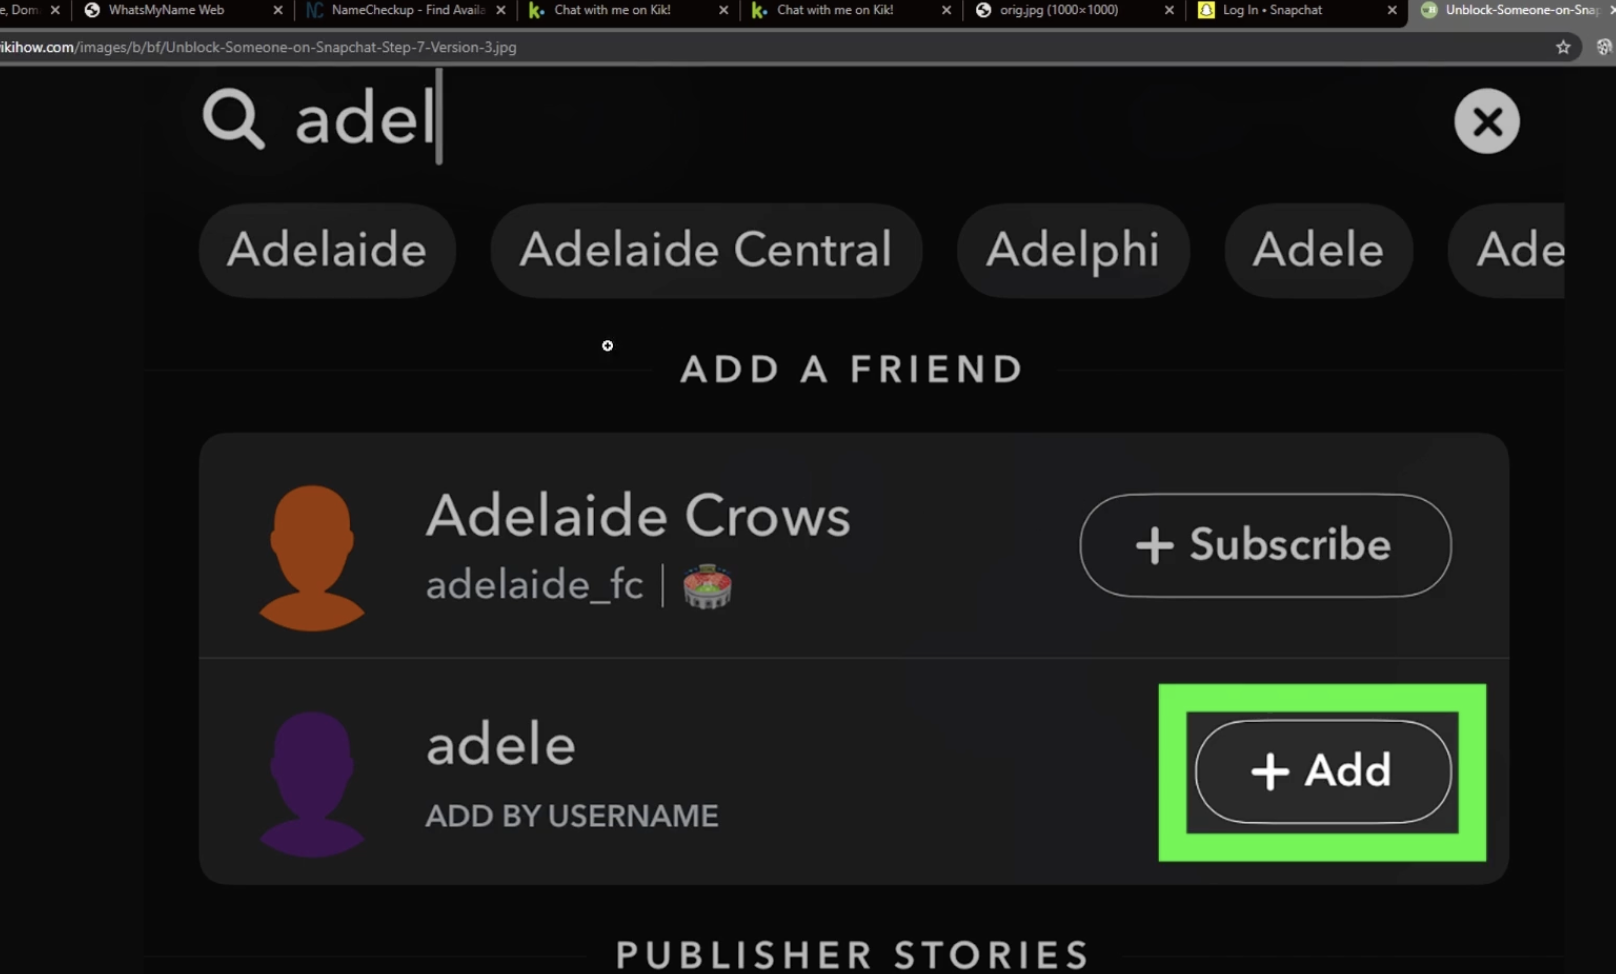 e, Dom
WhatsMyName Web
NC NameCheckup - Find Availa
k. Chat with me on Kik!
k. Chat with me on Kik!
orig.jpg (1000×1000)
Log In • Snapchat
Unblock-Someone-on-Snap
ikihow.com/images/b/bf/Unblock-Someone-on-Snapchat-Step-7-Version-3.jpg
adel
Adelaide
Adelaide Central
Adelphi
Adele
Ade
ADD A FRIEND
Adelaide Crows
adelaide_fc |
+ Subscribe
adele
ADD BY USERNAME
+ Add
PUBLISHER STORIES